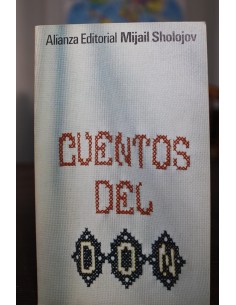 Alianza Editorial Mijail Sholojov
CUENTOS
DEL
DON